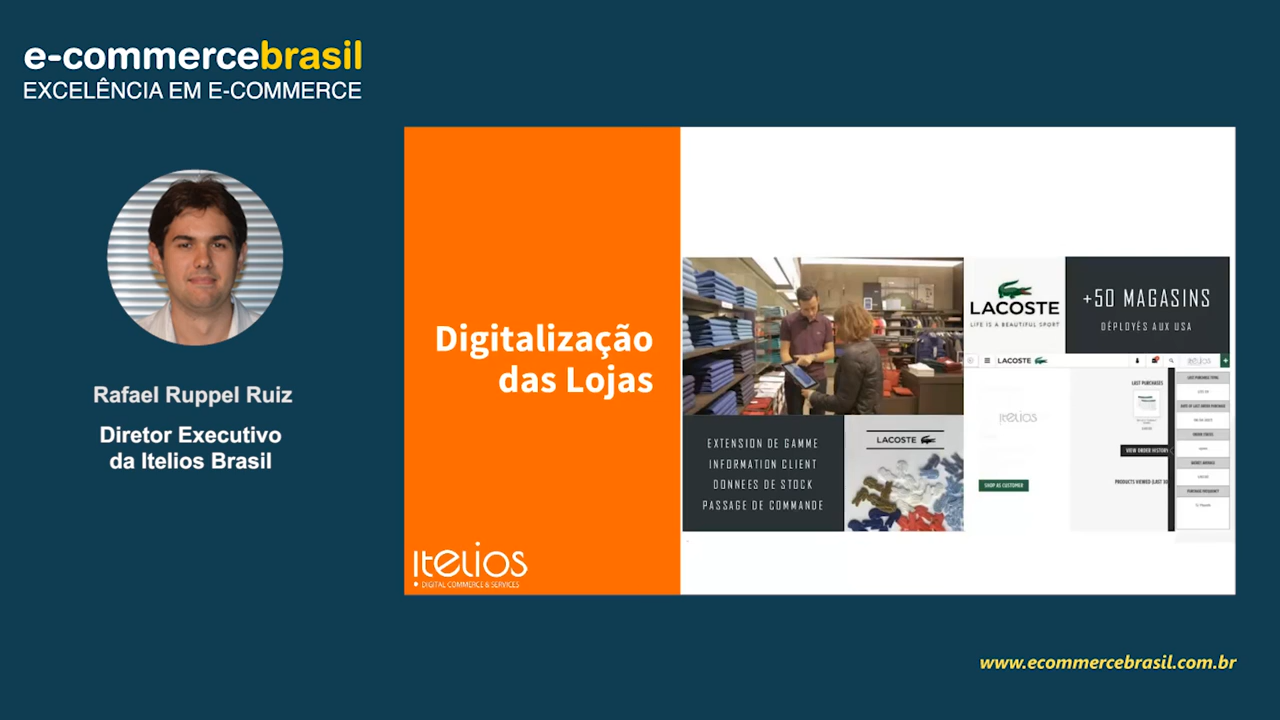 e-commercebrasil
EXCELÊNCIA EM E-COMMERCE
Rafael Ruppel Ruiz
Diretor Executivo
da Itelios Brasil
Digitalização
das Lojas
Itelios
DIGITAL COMMERCE & SERVICES
LACOSTE
LIFE IS A BEAUTIFUL SPORT
+50 MAGASINS
DÉPLOYÉS AUX USA
EXTENSION DE GAMME
INFORMATION CLIENT
DONNEES DE STOCK
PASSAGE DE COMMANDE
LACOSTE
LACOSTE
itelios
itelios
LAST PURCHASES
VIEW ORDER HISTORY
SHOP AS CUSTOMER
www.ecommercebrasil.com.br